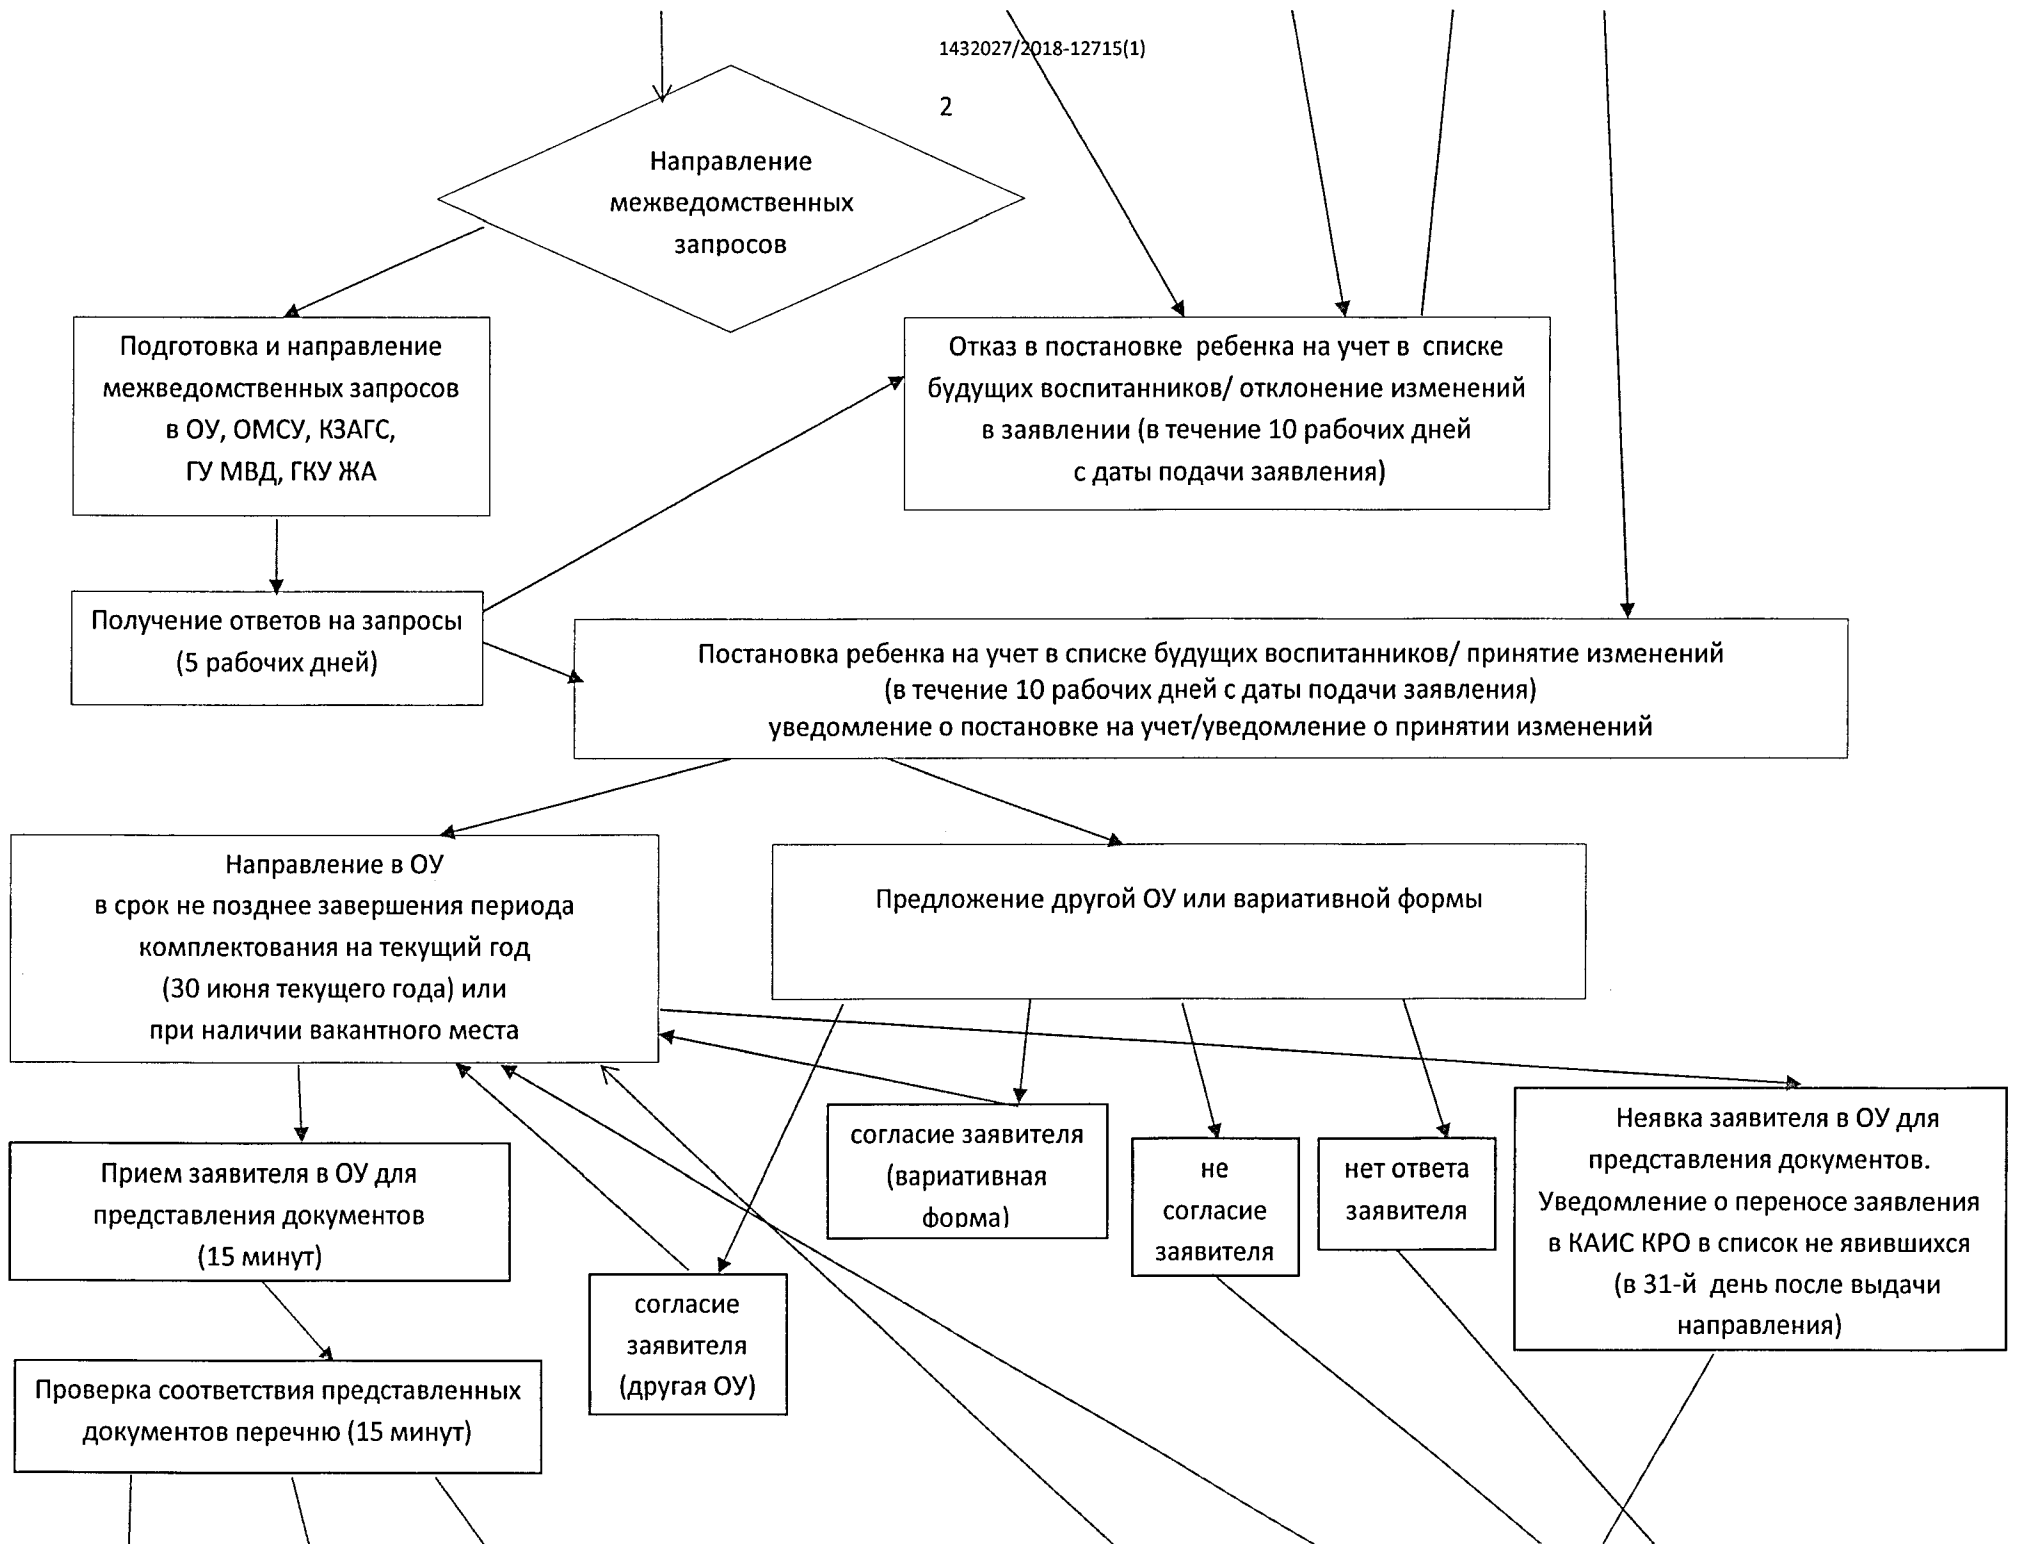 1432027/2018-12715(1)
2
Направление
межведомственных
запросов
Подготовка и направление
межведомственных запросов
в ОУ, ОМСУ, КЗАГС,
ГУ МВД, ГКУ ЖА
Отказ в постановке ребенка на учет в списке
будущих воспитанников/ отклонение изменений
в заявлении (в течение 10 рабочих дней
с даты подачи заявления)
Получение ответов на запросы
(5 рабочих дней)
Постановка ребенка на учет в списке будущих воспитанников/ принятие изменений
(в течение 10 рабочих дней с даты подачи заявления)
уведомление о постановке на учет/уведомление о принятии изменений
Направление в ОУ
в срок не позднее завершения периода
комплектования на текущий год
(30 июня текущего года) или
при наличии вакантного места
Предложение другой ОУ или вариативной формы
согласие заявителя
(вариативная
форма)
не
согласие
заявителя
нет ответа
заявителя
Неявка заявителя в ОУ для
представления документов.
Уведомление о переносе заявления
в КАИС КРО в список не явившихся
(в 31-й день после выдачи
направления)
Прием заявителя в ОУ для
представления документов
(15 минут)
согласие
заявителя
(другая ОУ)
Проверка соответствия представленных
документов перечню (15 минут)